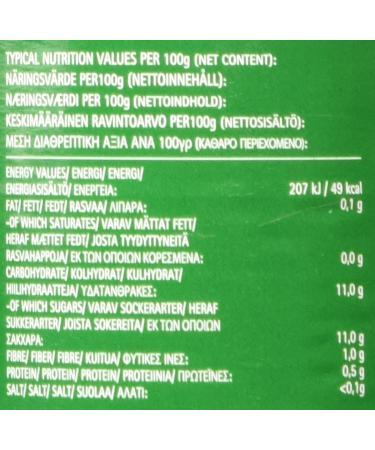 TYPICAL NUTRITION VALUES PER 100g (NET CONTENT):
NÄRINGSVÄRDE PER100g (NETTOINNEHÅLL):
NÆRINGSVÆRDI PER 100g (NETTOINDHOLD):
KESKIMÄÄRÄINEN RAVINTOARVO PER100g (NETTOSISÄLTÖ):
ΜΕΣΗ ΔΙΑΘΡΕΠΤΙΚΗ ΑΞΙΑ ΑΝΑ 100γρ (ΚΑΘΑΡΟ ΠΕΡΙΕΧΟΜΕΝΟ):
ENERGY VALUES/ ENERGI/ ENERGI/
ENERGIASISÄLTÖ/ ΕΝΕΡΓΕΙΑ: 207 kJ / 49 kcal
FAT/ FETT/ FEDT/ RASVAA/ ΛΙΠΑΡΑ: 0,1 g
-OF WHICH SATURATES/ VARAV MÄTTAT FETT/
HERAF MÆTTET FEDT/ JOSTA TYYDYTTYNEITÄ
RASVAHAPPOJA/ ΕΚ ΤΩΝ ΟΠΟΙΩΝ ΚΟΡΕΣΜΕΝΑ: 0,0 g
CARBOHYDRATE/ KOLHYDRAT/ KULHYDRAT/
HIILIHYDRAATTEJA/ ΥΔΑΤΑΝΘΡΑΚΕΣ: 11,0 g
-OF WHICH SUGARS/ VARAV SOCKERARTER/ HERAF
SUKKERARTER/ JOISTA SOKEREITA/ ΕΚ ΤΩΝ ΟΠΟΙΩΝ
ΣΑΚΧΑΡΑ: 11,0 g
FIBRE/ FIBER/ FIBRE/ KUITUA/ ΦΥΤΙΚΕΣ ΙΝΕΣ: 1,0 g
PROTEIN/ PROTEIN/ PROTEIN/ PROTEIINIA/ ΠΡΩΤΕΪΝΕΣ: 0,5 g
SALT/ SALT/ SALT/ SUOLAA/ ΑΛΑΤΙ: <0,1g